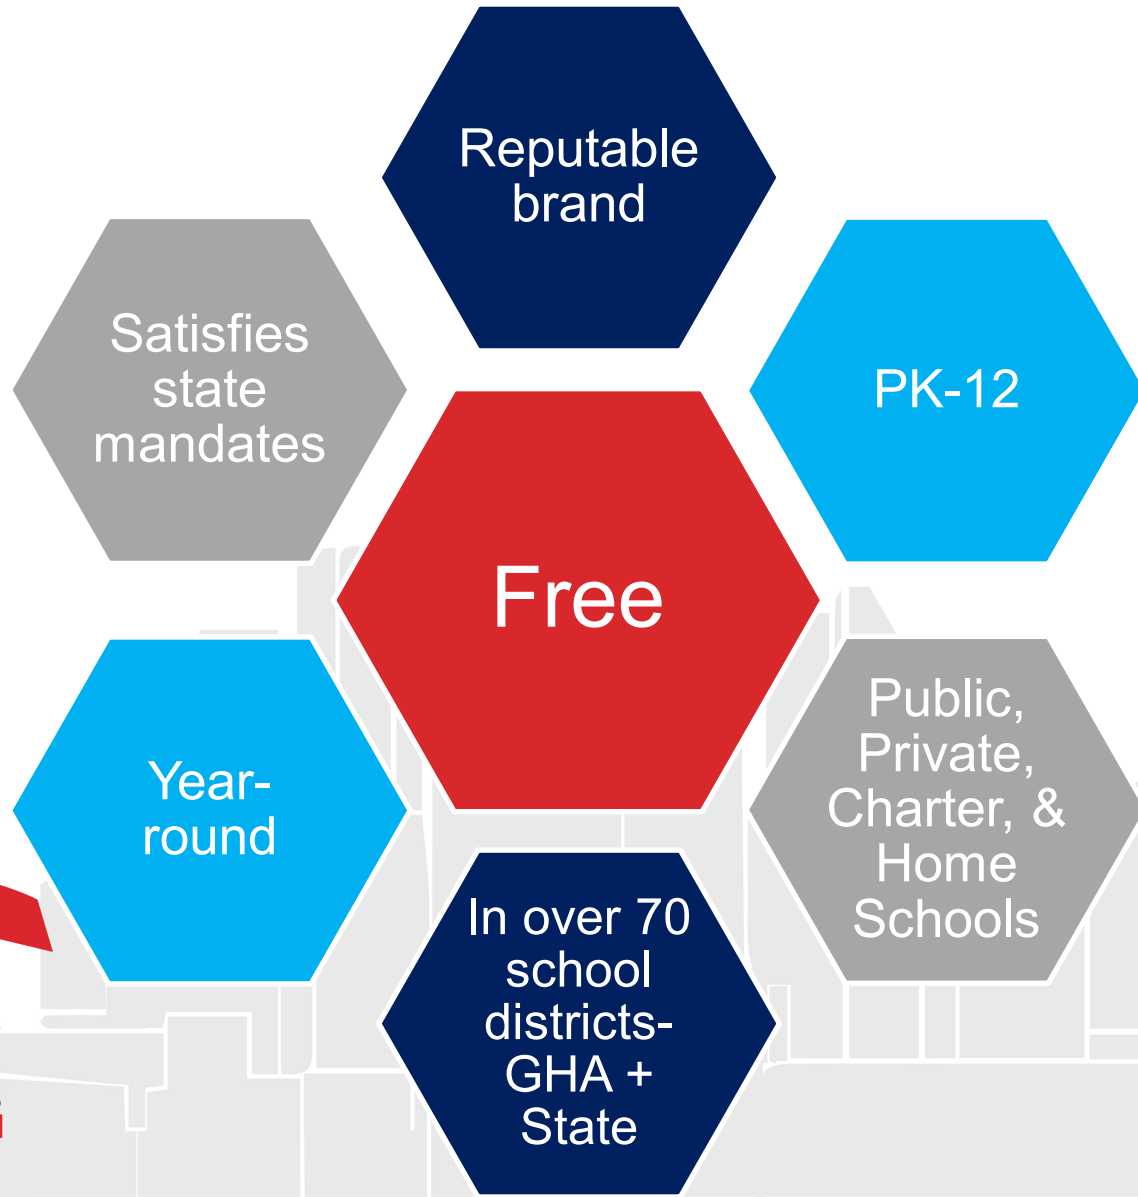 Reputable
brand
Satisfies
state
mandates
PK-12
Free
Year-
round
Public,
Private,
Charter, &
Home
Schools
In over 70
school
districts-
GHA +
State